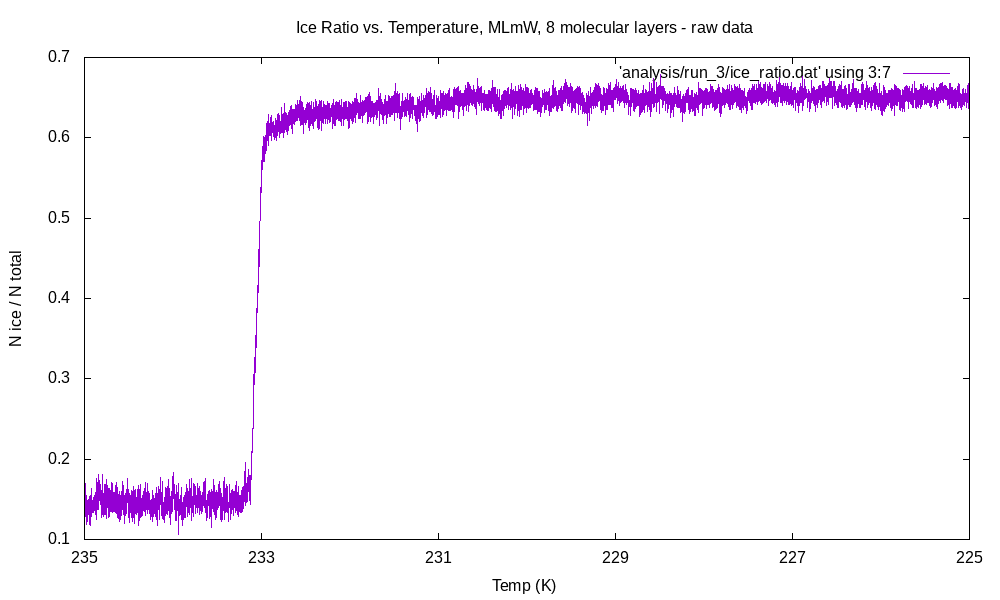 Ice Ratio vs. Temperature, MLmW, 8 molecular layers - raw data
'analysis/run_3/ice_ratio.dat' using 3:7
N ice / N total
0.7
0.6
0.5
0.4
0.3
0.2
0.1
235 233 231 229 227 225
Temp (K)